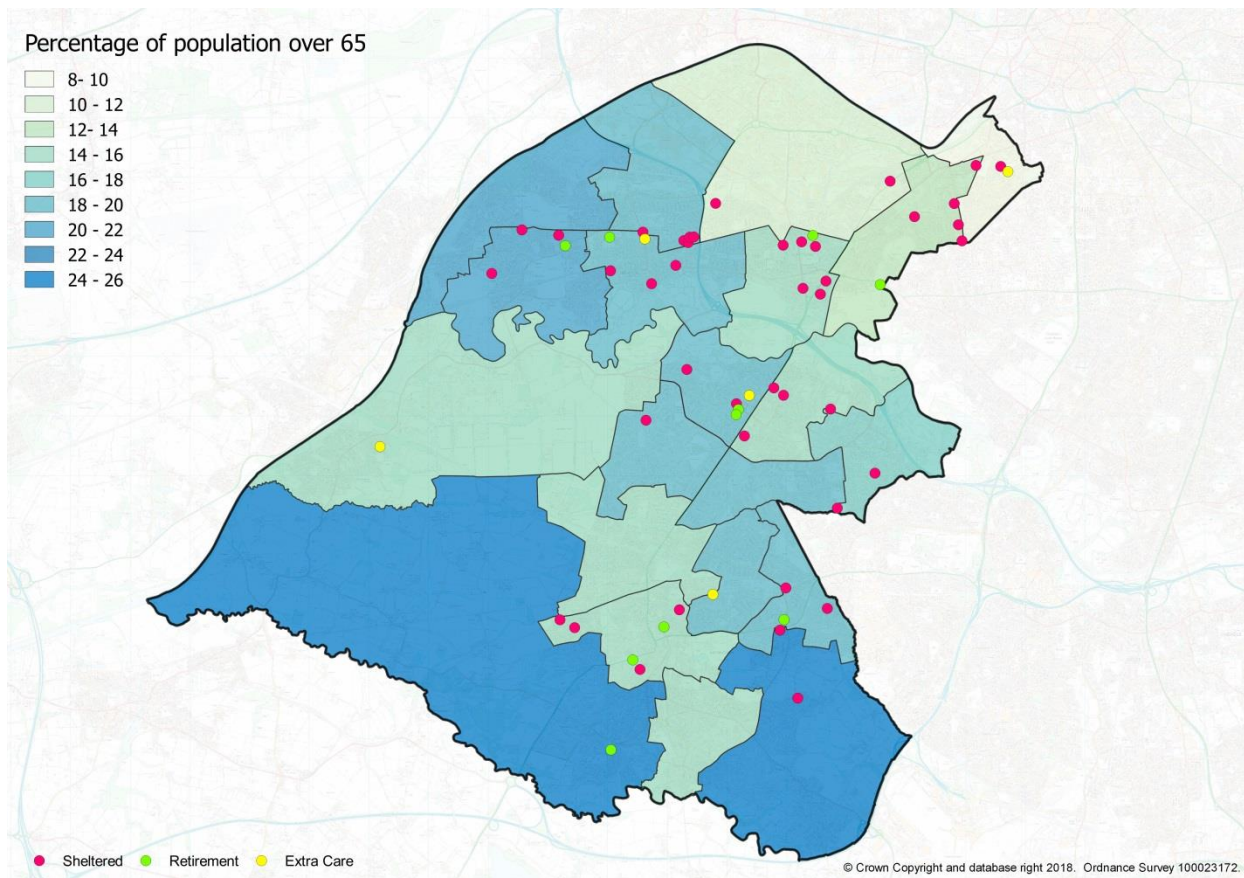 Percentage of population over 65
8- 10
10 - 12
12- 14
14 - 16
16 - 18
18 - 20
20 - 22
22 - 24
24 - 26
Sheltered Retirement Extra Care
© Crown Copyright and database right 2018. Ordnance Survey 100023172.